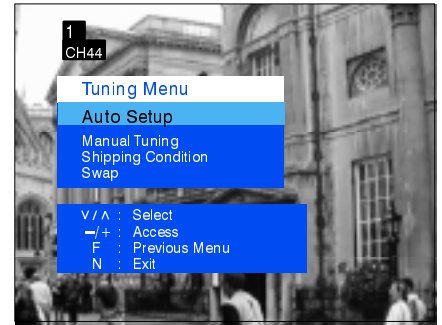 1
CH44
Tuning Menu
Auto Setup
Manual Tuning
Shipping Condition
Swap
∨/∧ : Select
−/+ : Access
F : Previous Menu
N : Exit